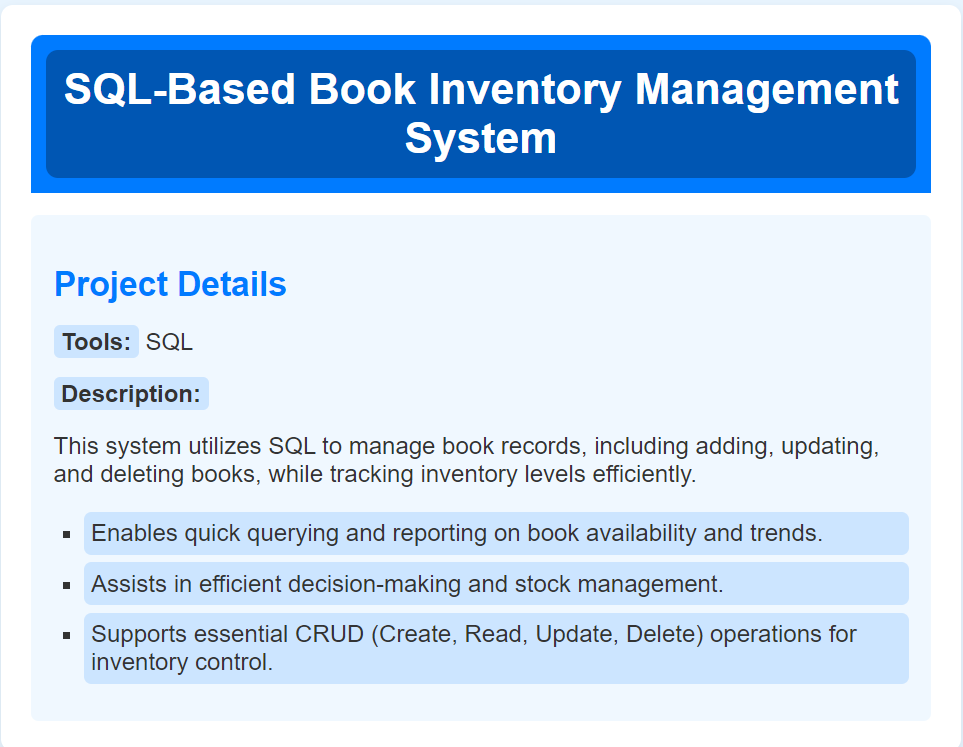 SQL-Based Book Inventory Management
System
Project Details
Tools: SQL
Description:
This system utilizes SQL to manage book records, including adding, updating,
and deleting books, while tracking inventory levels efficiently.
Enables quick querying and reporting on book availability and trends.
Assists in efficient decision-making and stock management.
Supports essential CRUD (Create, Read, Update, Delete) operations for
inventory control.